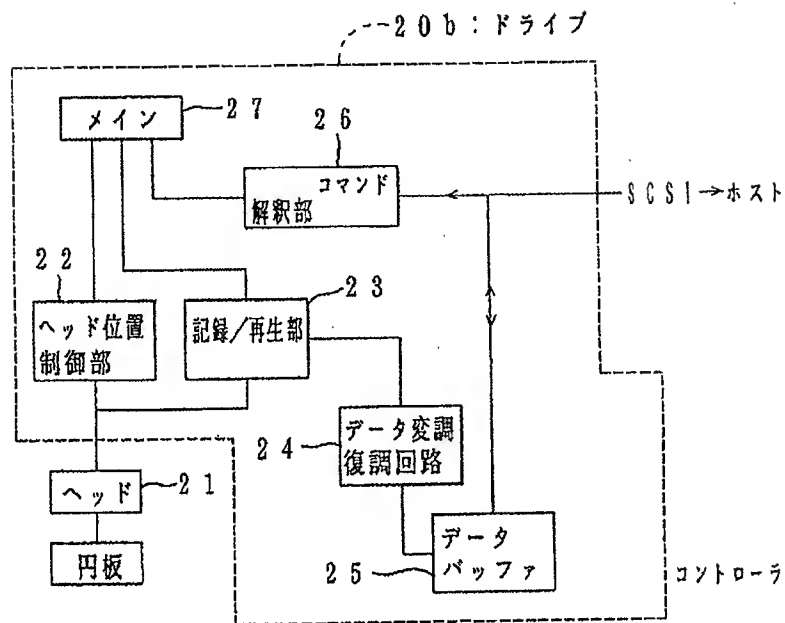 20b:ドライブ
メイン
27
26
コマンド
解釈部
SCSI→ホスト
22
ヘッド位置
制御部
23
記録/再生部
24
データ変調
復調回路
ヘッド
21
円板
データ
バッファ
25
コントローラ